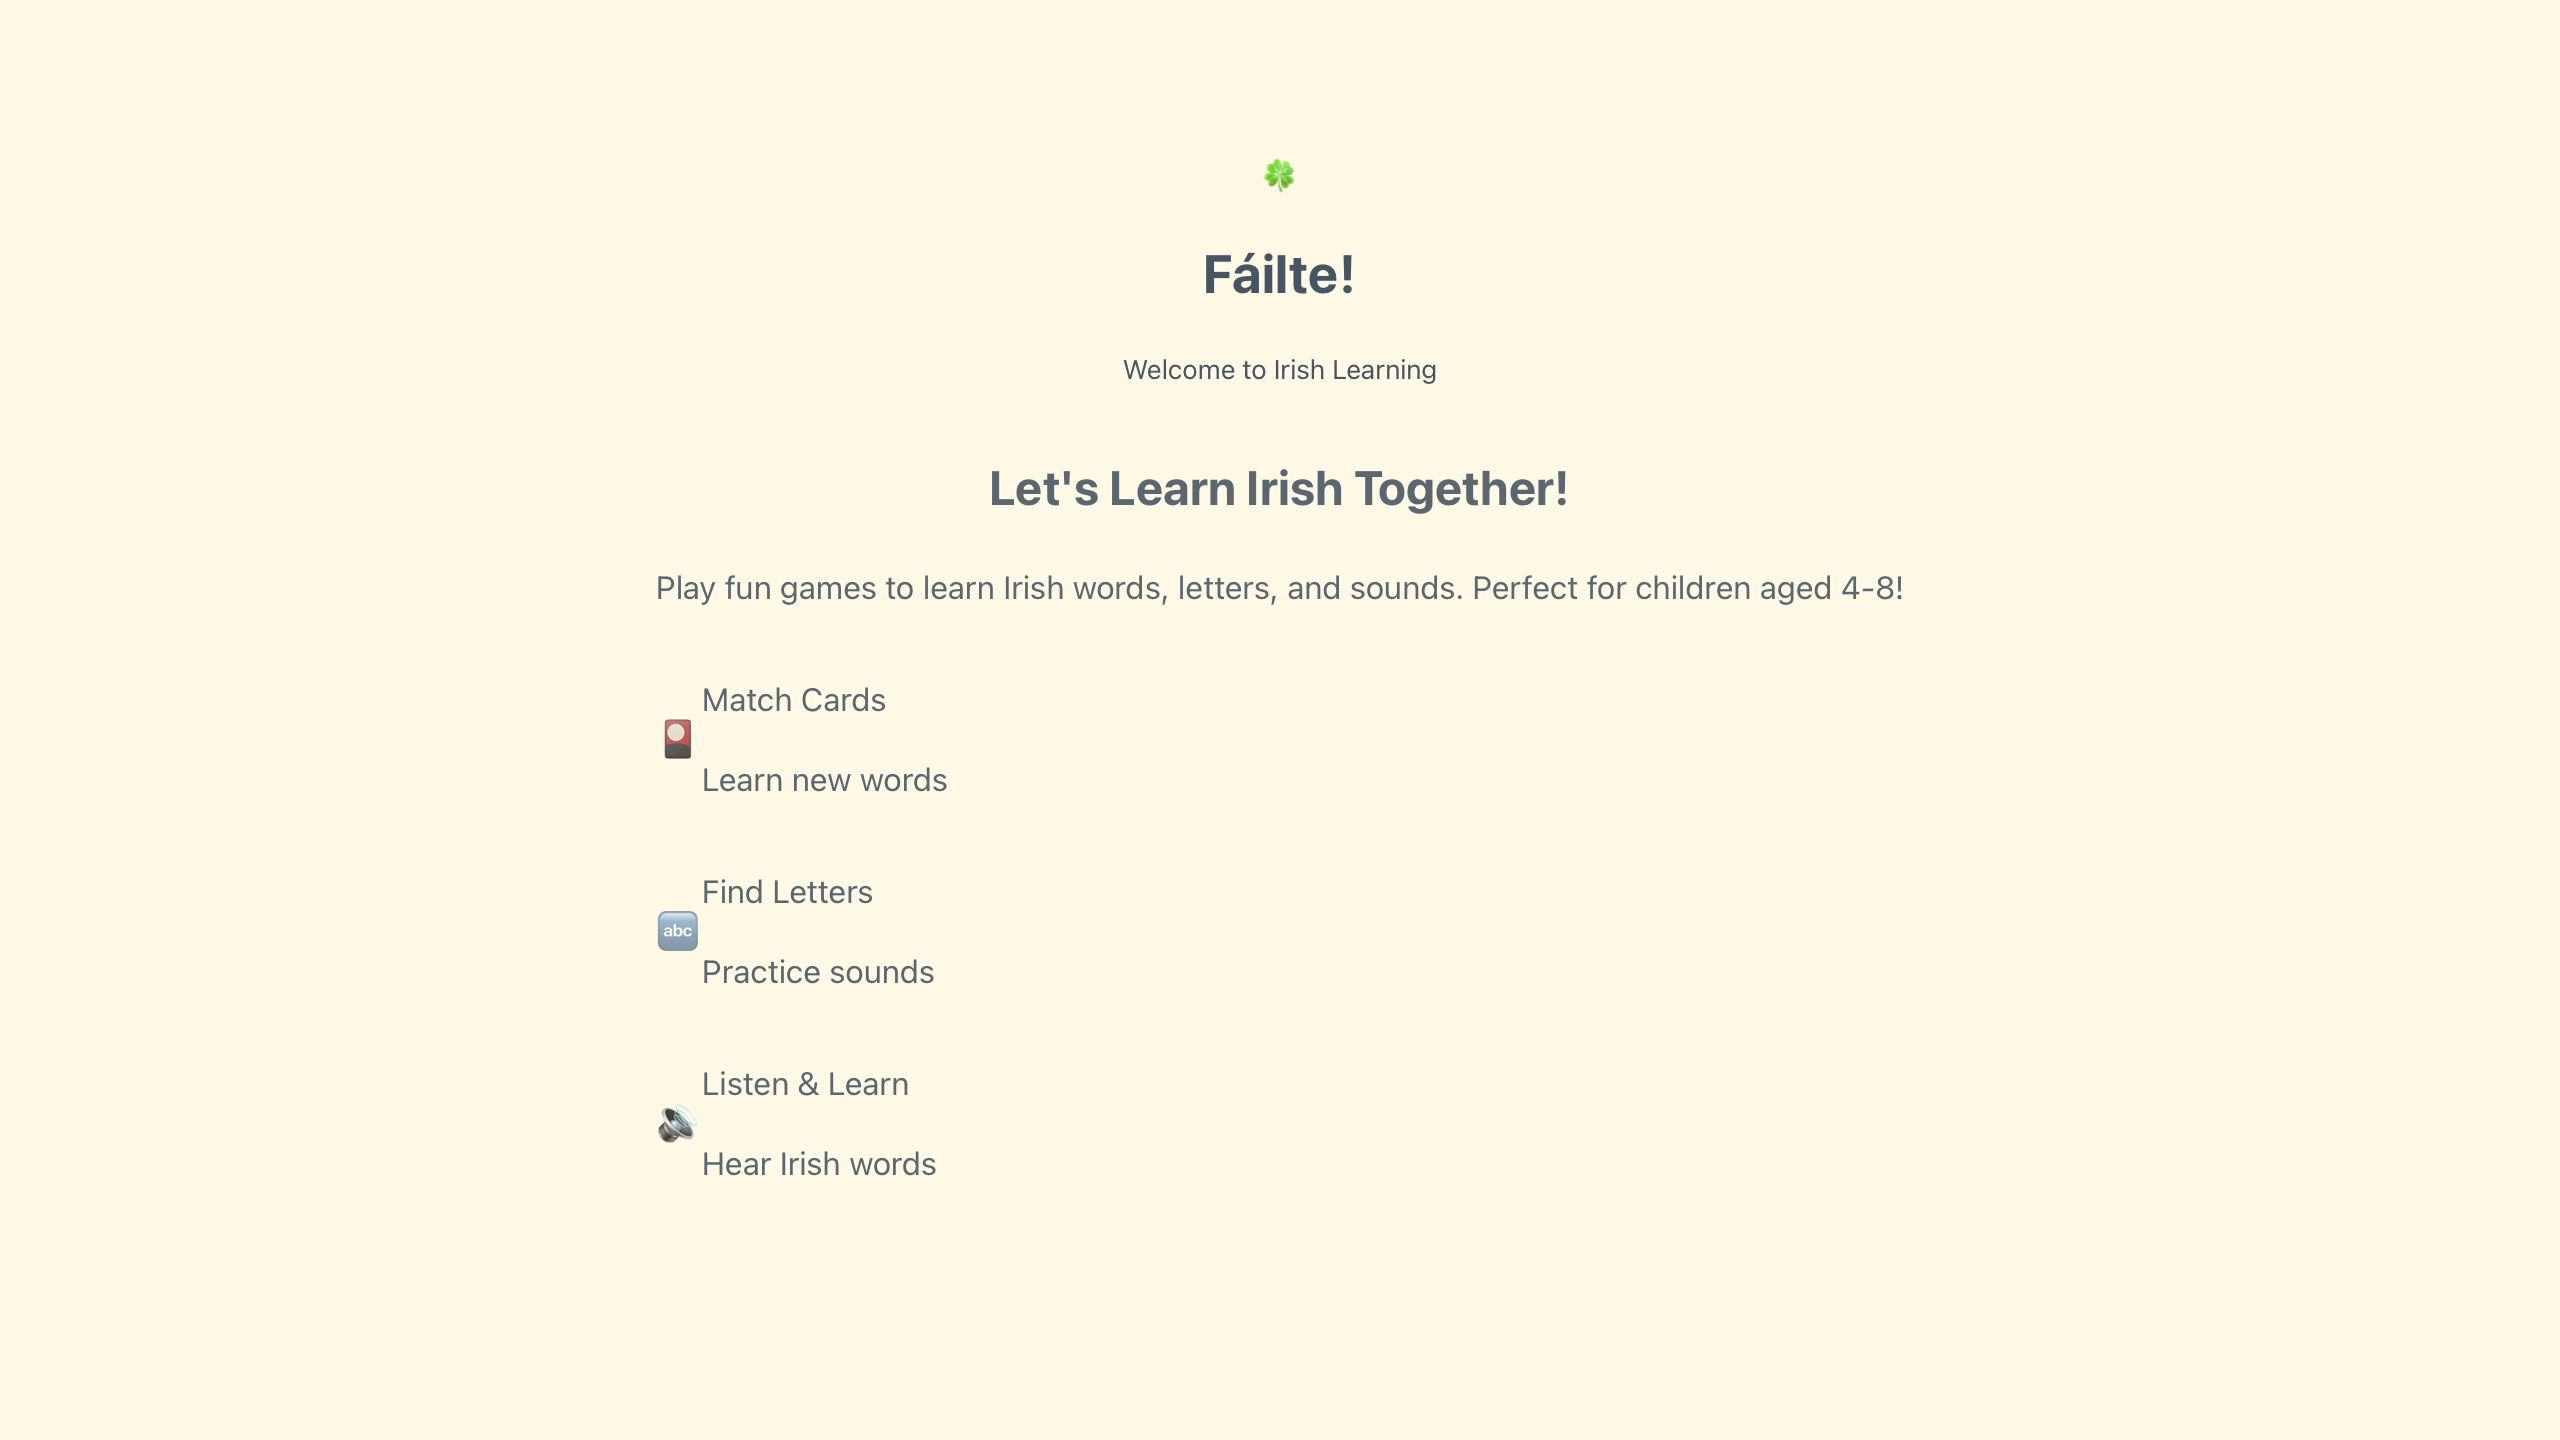 Fáilte!
Welcome to Irish Learning
Let's Learn Irish Together!
Play fun games to learn Irish words, letters, and sounds. Perfect for children aged 4-8!
Match Cards
Learn new words
Find Letters
abc
Practice sounds
Listen & Learn
Hear Irish words